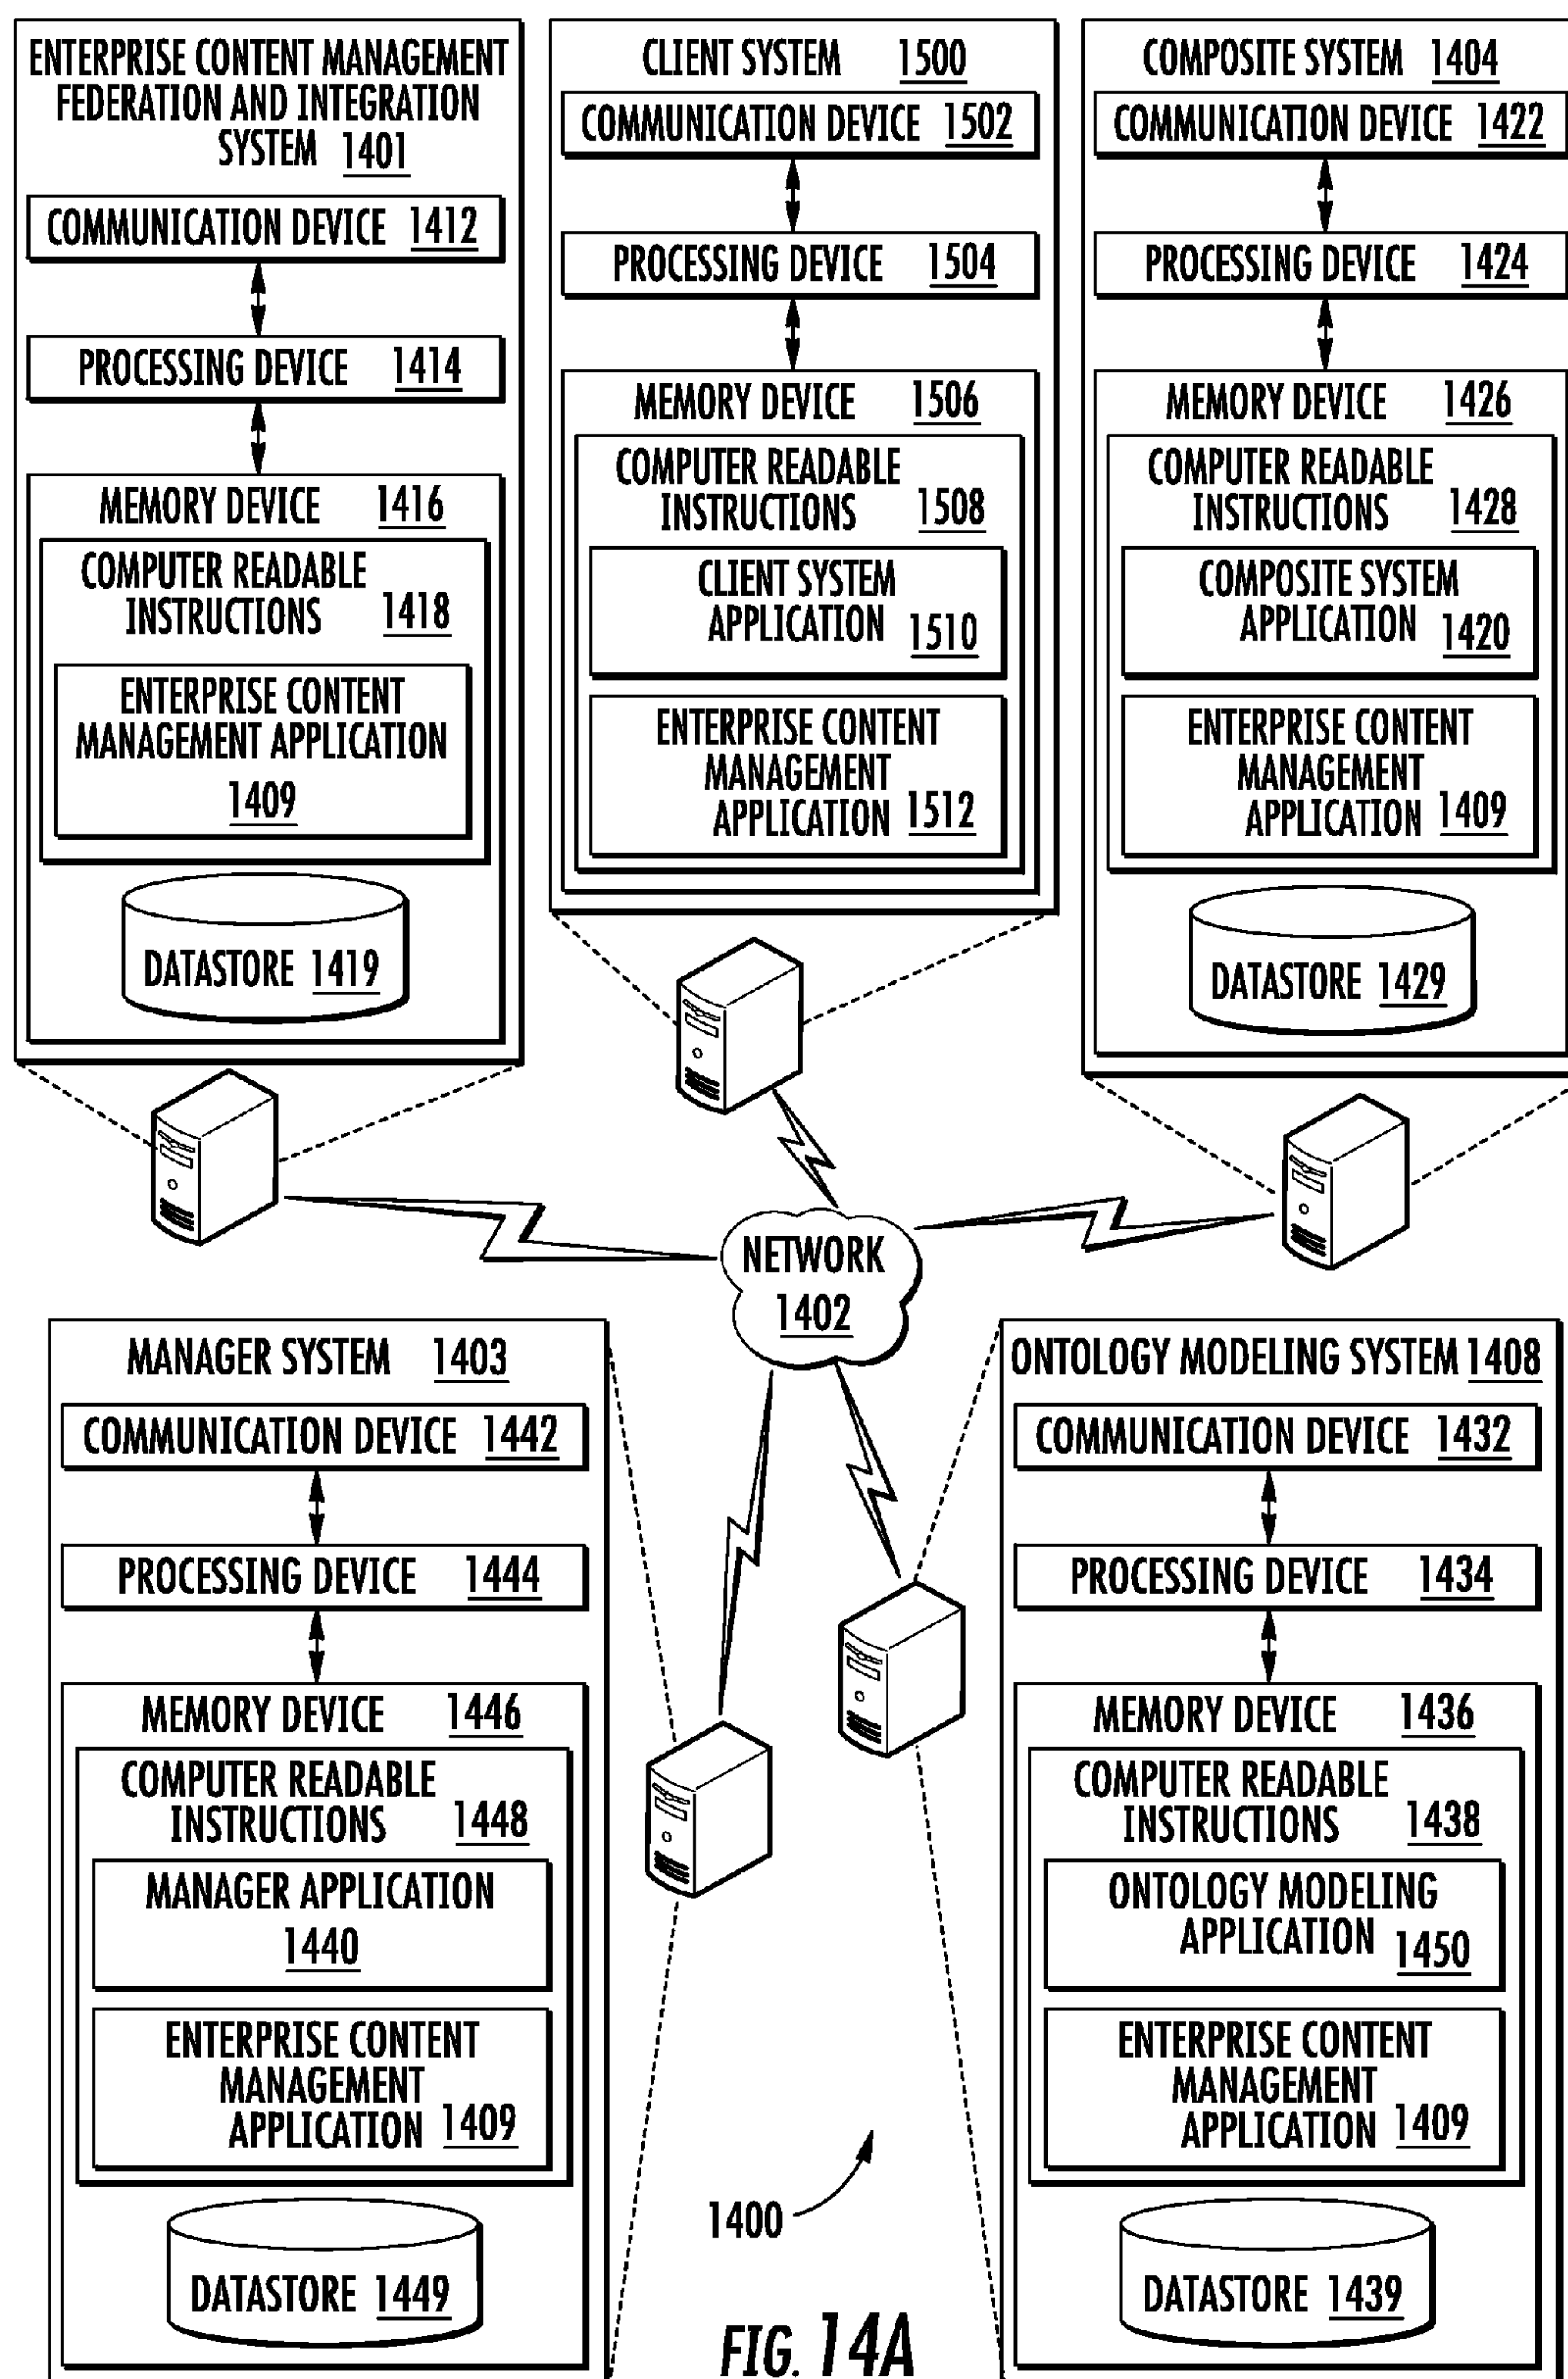 ENTERPRISE CONTENT MANAGEMENT
FEDERATION AND INTEGRATION
SYSTEM 1401
COMMUNICATION DEVICE 1412
PROCESSING DEVICE 1414
MEMORY DEVICE 1416
COMPUTER READABLE
INSTRUCTIONS 1418
ENTERPRISE CONTENT
MANAGEMENT APPLICATION
1409
DATASTORE 1419
CLIENT SYSTEM 1500
COMMUNICATION DEVICE 1502
PROCESSING DEVICE 1504
MEMORY DEVICE 1506
COMPUTER READABLE
INSTRUCTIONS 1508
CLIENT SYSTEM
APPLICATION 1510
ENTERPRISE CONTENT
MANAGEMENT
APPLICATION 1512
COMPOSITE SYSTEM 1404
COMMUNICATION DEVICE 1422
PROCESSING DEVICE 1424
MEMORY DEVICE 1426
COMPUTER READABLE
INSTRUCTIONS 1428
COMPOSITE SYSTEM
APPLICATION 1420
ENTERPRISE CONTENT
MANAGEMENT
APPLICATION 1409
DATASTORE 1429
NETWORK
1402
MANAGER SYSTEM 1403
COMMUNICATION DEVICE 1442
PROCESSING DEVICE 1444
MEMORY DEVICE 1446
COMPUTER READABLE
INSTRUCTIONS 1448
MANAGER APPLICATION
1440
ENTERPRISE CONTENT
MANAGEMENT
APPLICATION 1409
DATASTORE 1449
ONTOLOGY MODELING SYSTEM 1408
COMMUNICATION DEVICE 1432
PROCESSING DEVICE 1434
MEMORY DEVICE 1436
COMPUTER READABLE
INSTRUCTIONS 1438
ONTOLOGY MODELING
APPLICATION 1450
ENTERPRISE CONTENT
MANAGEMENT
APPLICATION 1409
DATASTORE 1439
1400
FIG. 14A